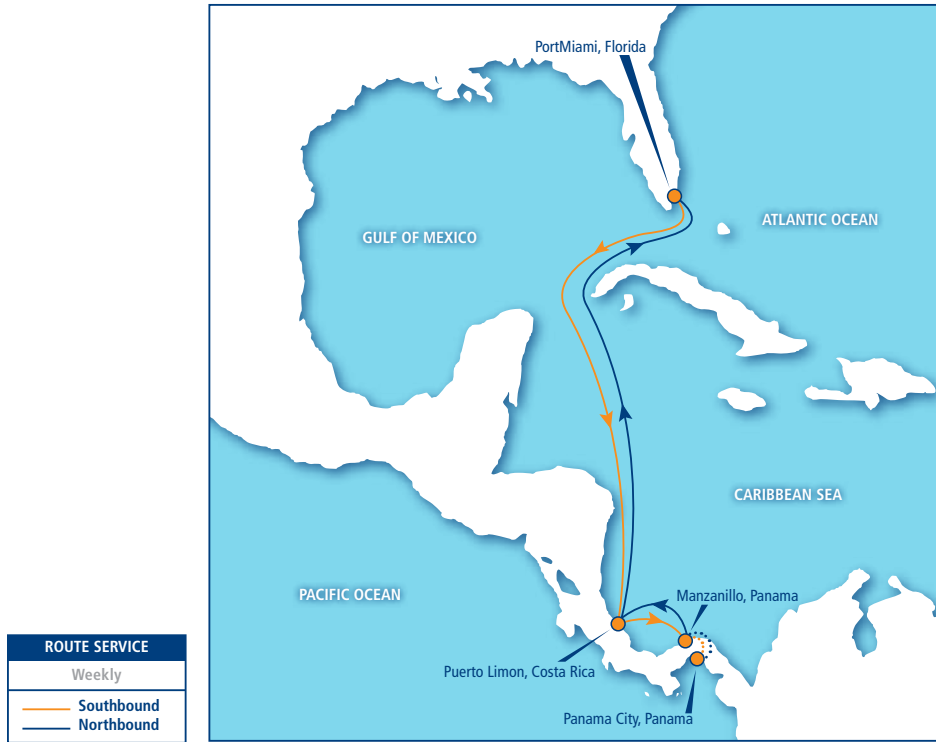 PortMiami, Florida
ATLANTIC OCEAN
GULF OF MEXICO
CARIBBEAN SEA
PACIFIC OCEAN
Manzanillo, Panama
Puerto Limon, Costa Rica
Panama City, Panama
ROUTE SERVICE
Weekly
Southbound
Northbound